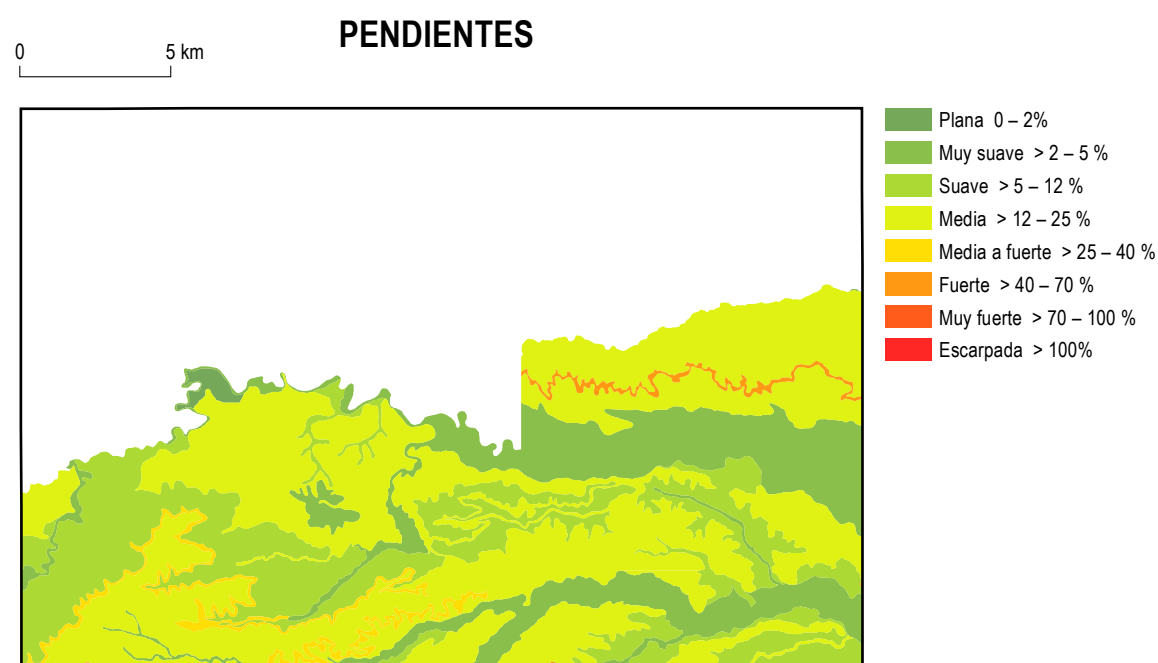 PENDIENTES
0 5 km
Plana 0 – 2%
Muy suave > 2 – 5 %
Suave > 5 – 12 %
Media > 12 – 25 %
Media a fuerte > 25 – 40 %
Fuerte > 40 – 70 %
Muy fuerte > 70 – 100 %
Escarpada > 100%